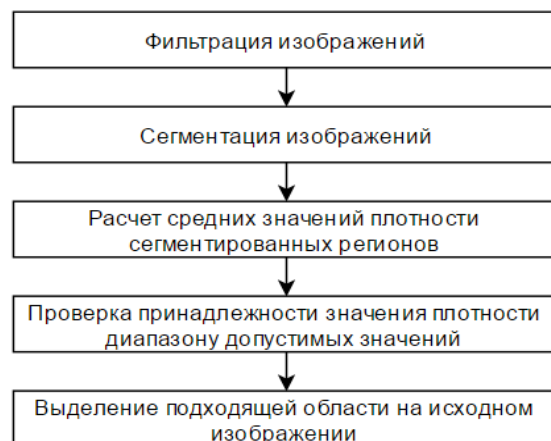 Фильтрация изображений
Сегментация изображений
Расчет средних значений плотности
сегментированных регионов
Проверка принадлежности значения плотности
диапазону допустимых значений
Выделение подходящей области на исходном
изображении